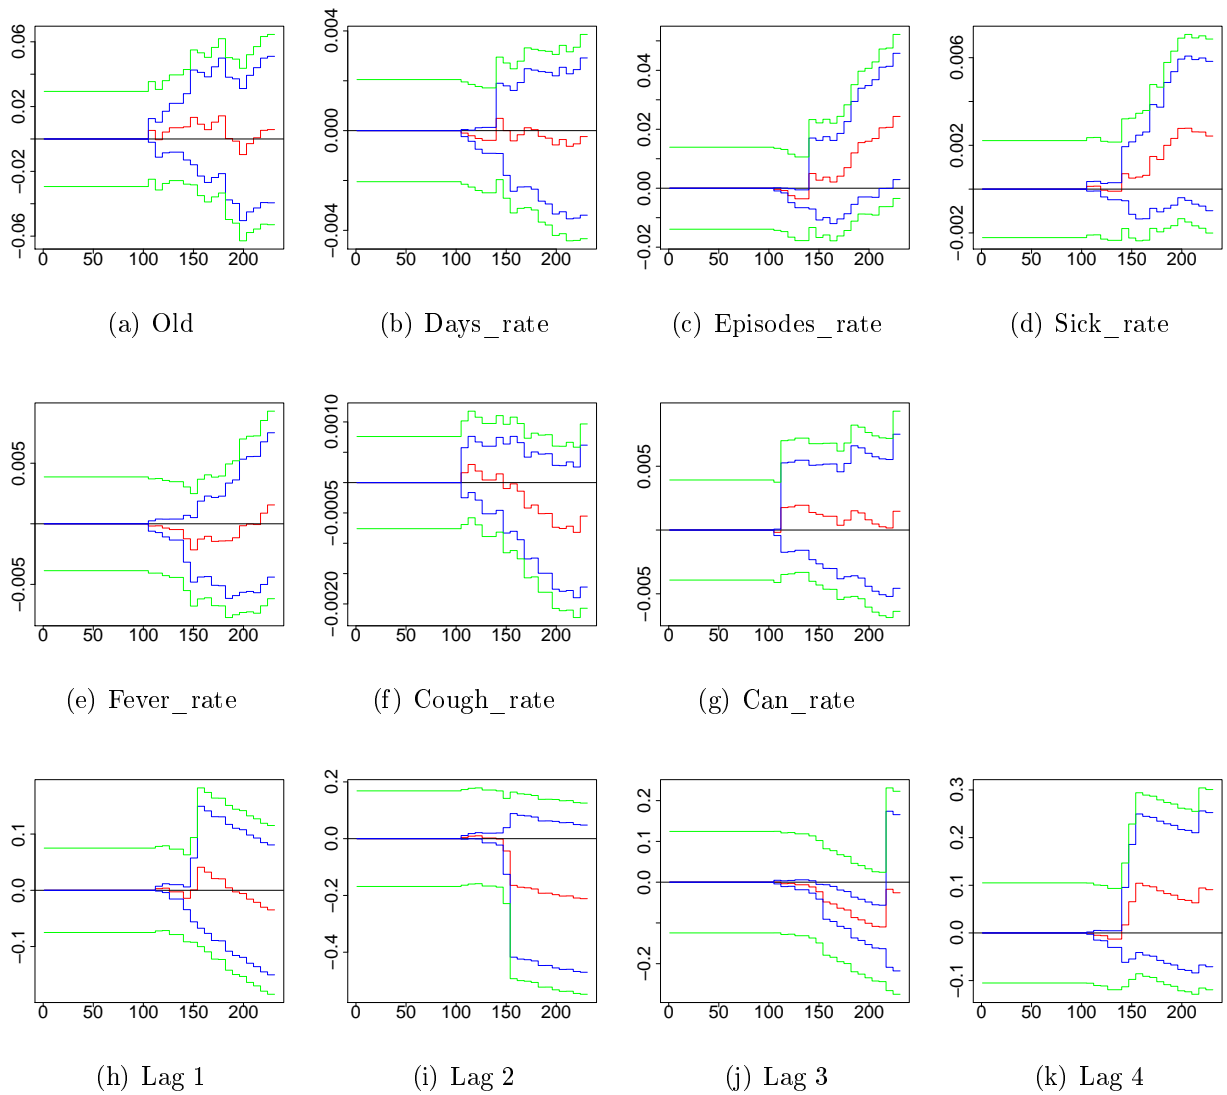 0.06
0.02
−0.02
−0.06
0 50 100 150 200
(a) Old
0.004
0.000
−0.004
0 50 100 150 200
(b) Days_rate
0.04
0.02
0.00
−0.02
0 50 100 150 200
(c) Episodes_rate
0.006
0.002
−0.002
0 50 100 150 200
(d) Sick_rate
0.005
−0.005
0 50 100 150 200
(e) Fever_rate
0.0010
−0.0005
−0.0020
0 50 100 150 200
(f) Cough_rate
0.005
−0.005
0 50 100 150 200
(g) Can_rate
0.1
0.0
−0.1
0 50 100 150 200
(h) Lag 1
0.2
0.0
−0.2
−0.4
0 50 100 150 200
(i) Lag 2
0.2
0.1
0.0
−0.2
0 50 100 150 200
(j) Lag 3
0.3
0.2
0.1
0.0
−0.1
0 50 100 150 200
(k) Lag 4